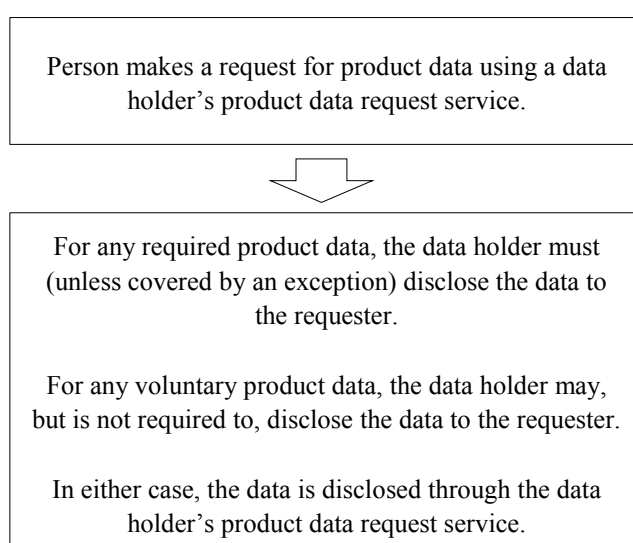 Person makes a request for product data using a data
holder’s product data request service.
For any required product data, the data holder must
(unless covered by an exception) disclose the data to
the requester.
For any voluntary product data, the data holder may,
but is not required to, disclose the data to the requester.
In either case, the data is disclosed through the data
holder’s product data request service.